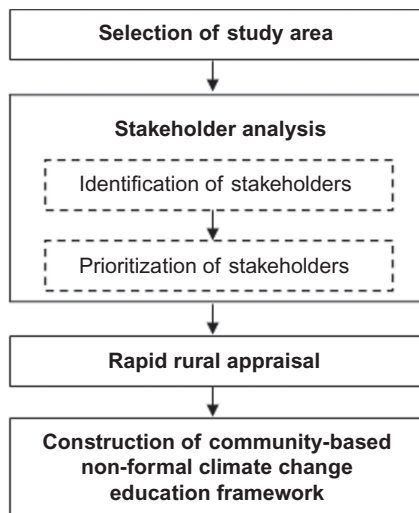 Selection of study area
Stakeholder analysis
Identification of stakeholders
Prioritization of stakeholders
Rapid rural appraisal
Construction of community-based
non-formal climate change
education framework